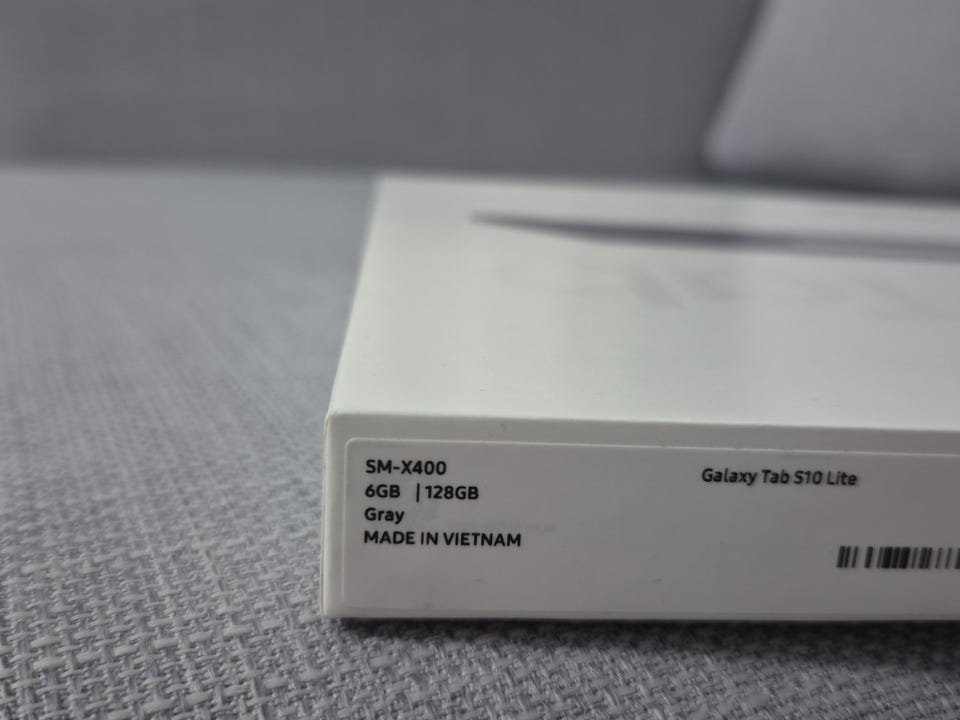 SM-X400
6GB | 128GB
Gray
MADE IN VIETNAM
Galaxy Tab S10 Lite